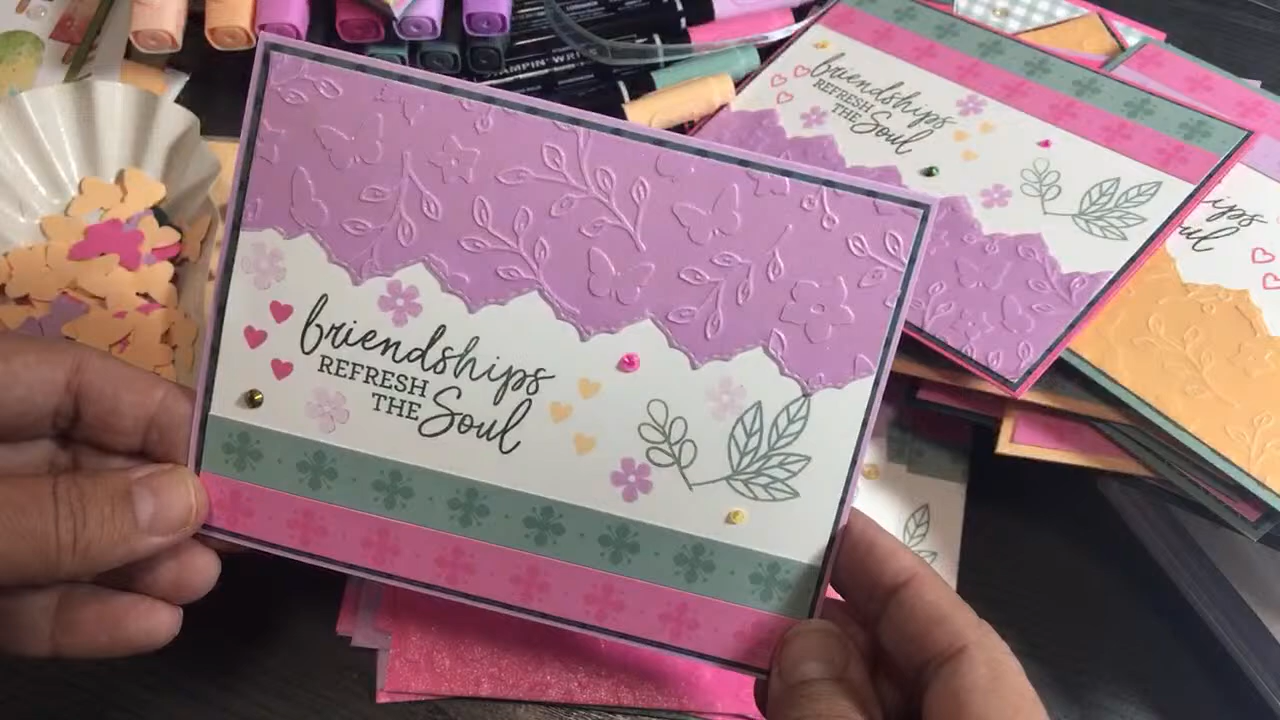 STAMPIN' WRITE
friendships
REFRESH
THE Soul
friendships
REFRESH
THE Soul